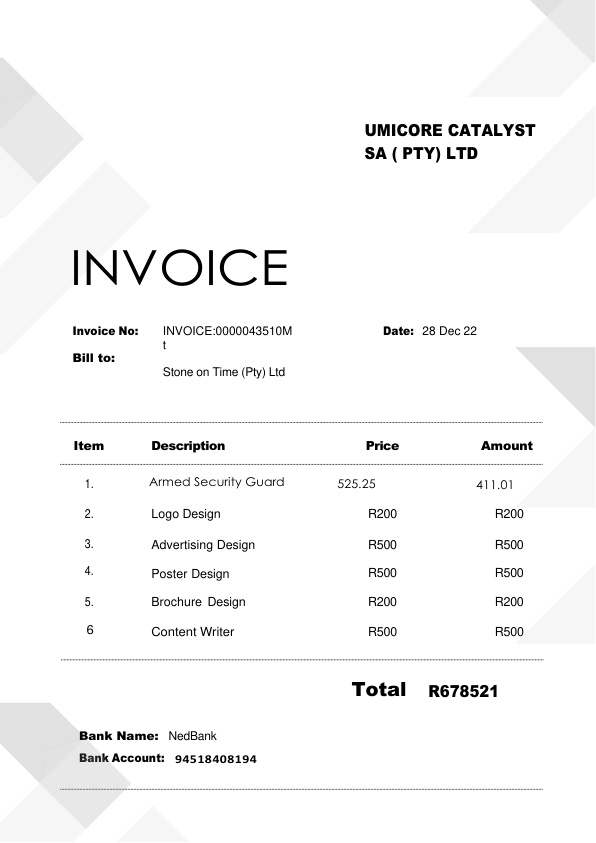 UMICORE CATALYST
SA ( PTY) LTD
INVOICE
Invoice No: INVOICE:0000043510M
t
Date: 28 Dec 22
Bill to:
Stone on Time (Pty) Ltd
Item Description Price Amount
1. Armed Security Guard 525.25 411.01
2. Logo Design R200 R200
3. Advertising Design R500 R500
4. Poster Design R500 R500
5. Brochure Design R200 R200
6 Content Writer R500 R500
Total R678521
Bank Name: NedBank
Bank Account: 94518408194